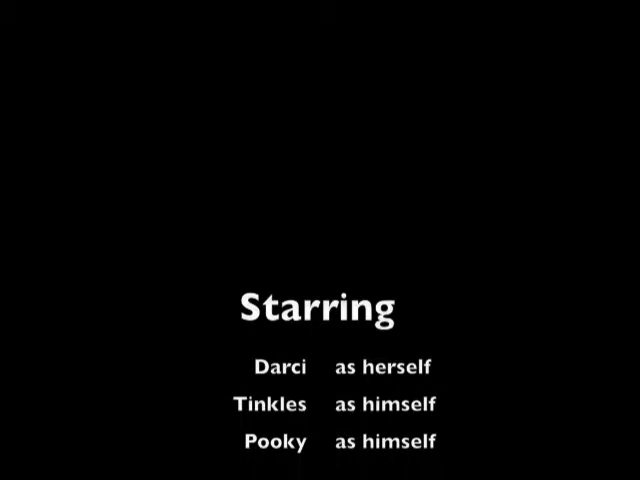 Starring
Darci as herself
Tinkles as himself
Pooky as himself